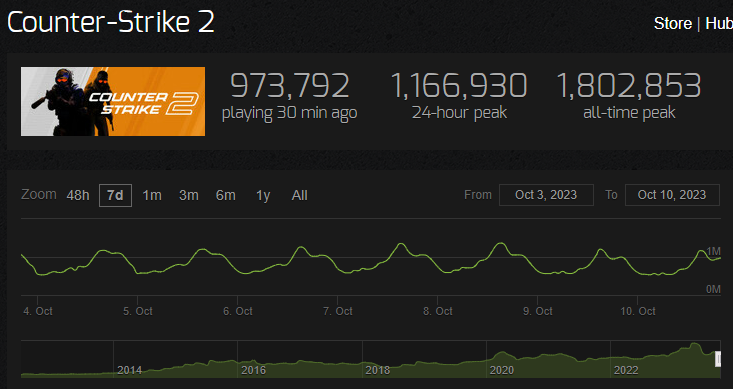 Counter-Strike 2
Store | Hub
COUNTER
STRIKE 2
973,792 1,166,930 1,802,853
playing 30 min ago 24-hour peak all-time peak
Zoom 48h 7d 1m 3m 6m 1y All From Oct 3, 2023 To Oct 10, 2023
1M
0M
4. Oct 5. Oct 6. Oct 7. Oct 8. Oct 9. Oct 10. Oct
2014 2016 2018 2020 2022